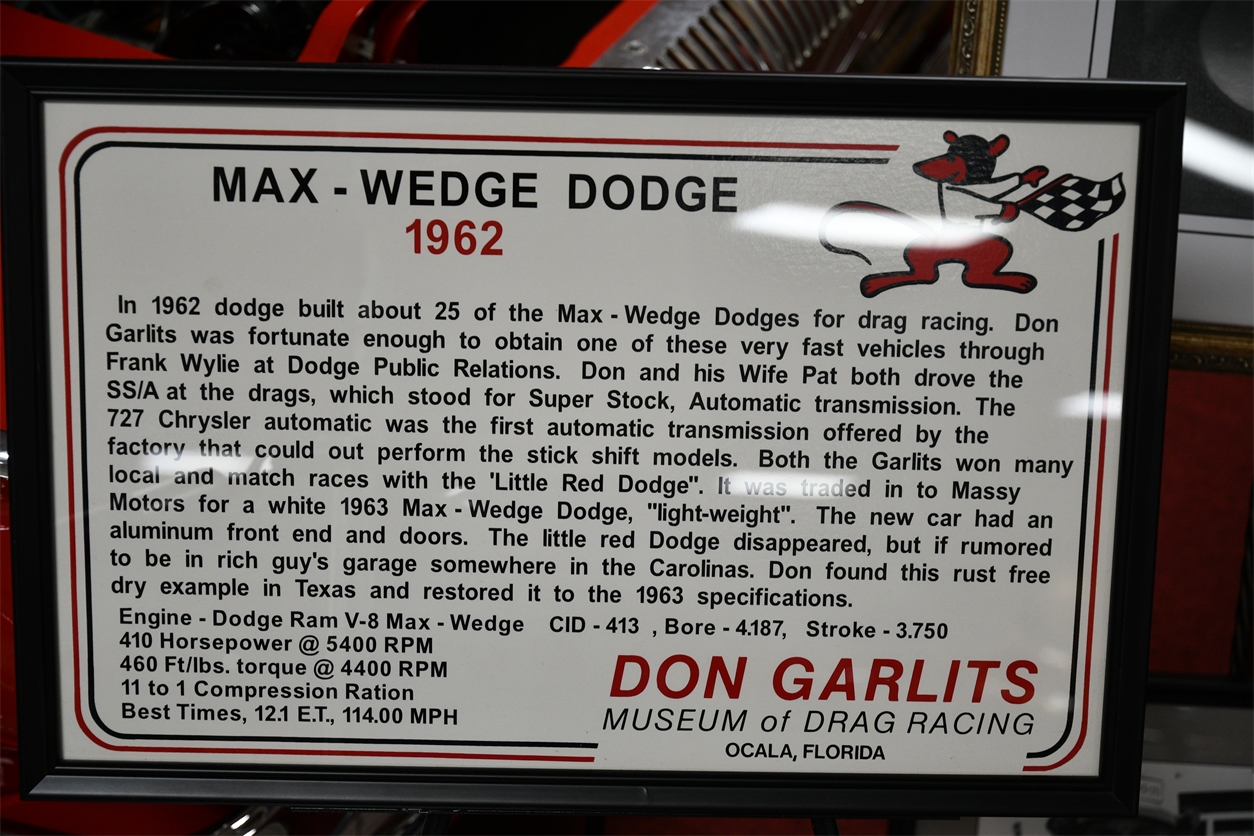 MAX - WEDGE DODGE
1962
In 1962 dodge built about 25 of the Max - Wedge Dodges for drag racing. Don
Garlits was fortunate enough to obtain one of these very fast vehicles through
Frank Wylie at Dodge Public Relations. Don and his Wife Pat both drove the
SS/A at the drags, which stood for Super Stock, Automatic transmission. The
727 Chrysler automatic was the first automatic transmission offered by the
factory that could out perform the stick shift models. Both the Garlits won many
local and match races with the 'Little Red Dodge". It was traded in to Massy
Motors for a white 1963 Max - Wedge Dodge, "light-weight". The new car had an
aluminum front end and doors. The little red Dodge disappeared, but if rumored
to be in rich guy's garage somewhere in the Carolinas. Don found this rust free
dry example in Texas and restored it to the 1963 specifications.
Engine - Dodge Ram V-8 Max - Wedge CID - 413 , Bore - 4.187, Stroke - 3.750
410 Horsepower @ 5400 RPM
460 Ft/lbs. torque @ 4400 RPM
11 to 1 Compression Ration
Best Times, 12.1 E.T., 114.00 MPH
DON GARLITS
MUSEUM of DRAG RACING
OCALA, FLORIDA